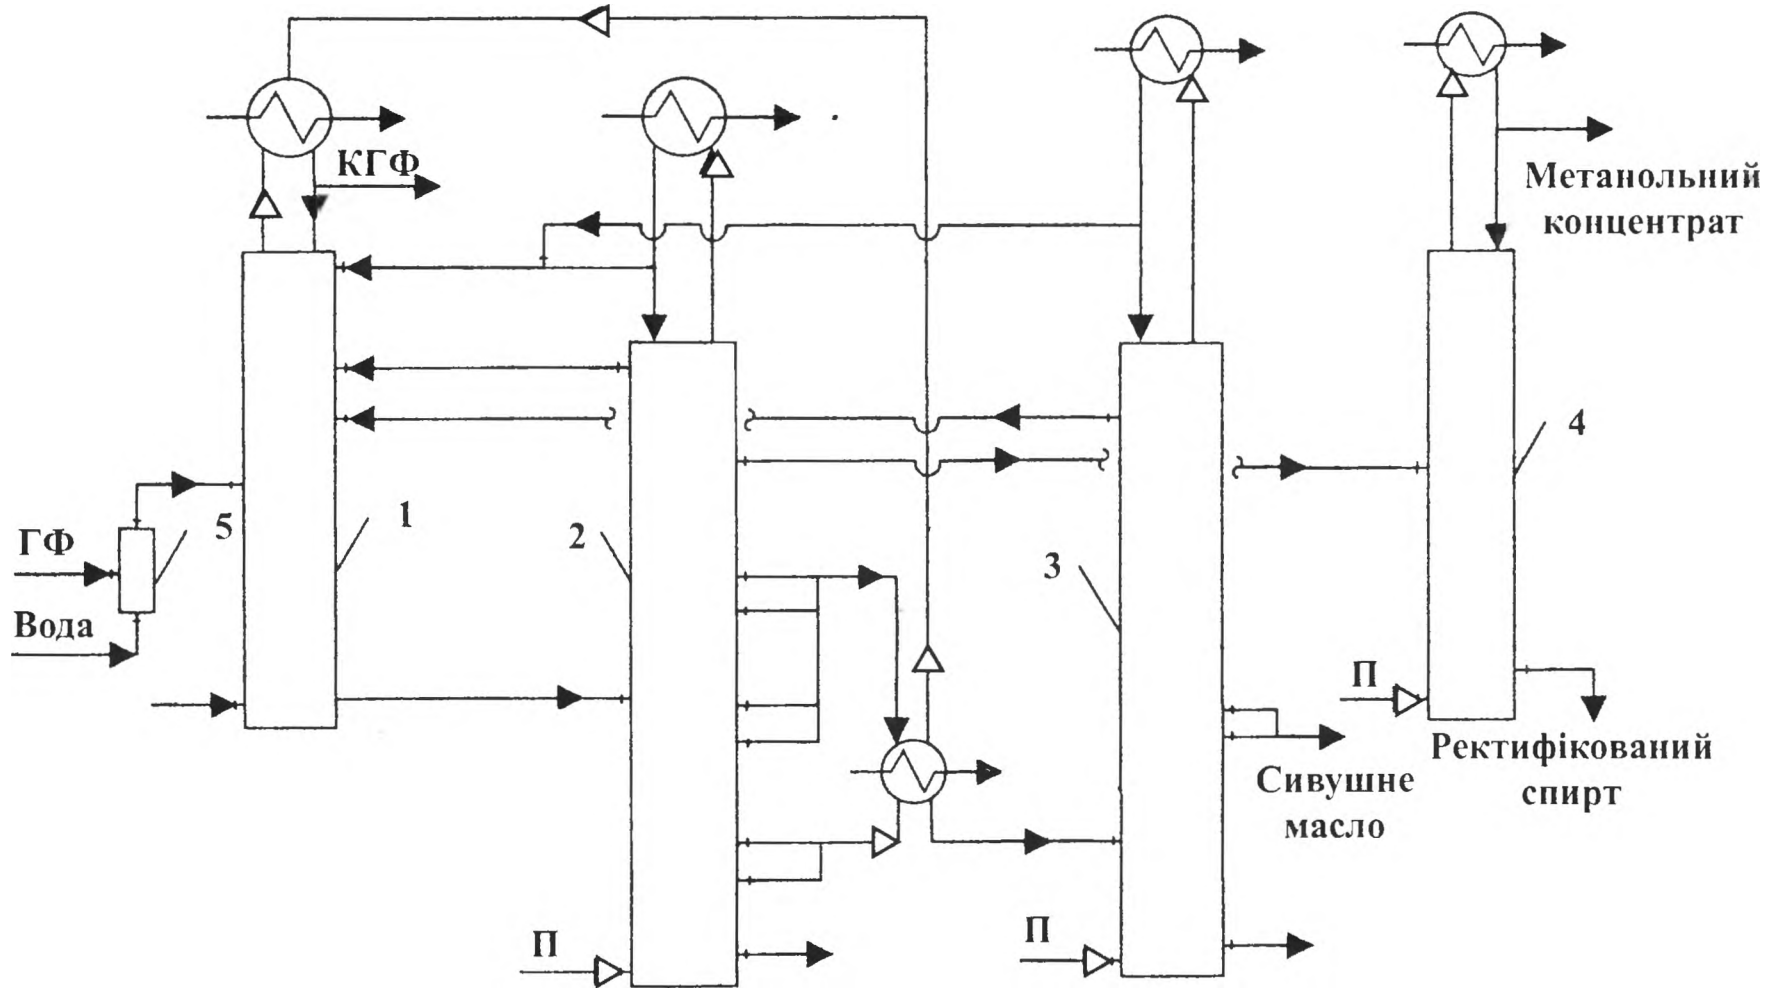 КГФ
Метанольний
концентрат
4
5
1
2
3
ГФ
Вода
П
Ректифікований
спирт
Сивушне
масло
П
П